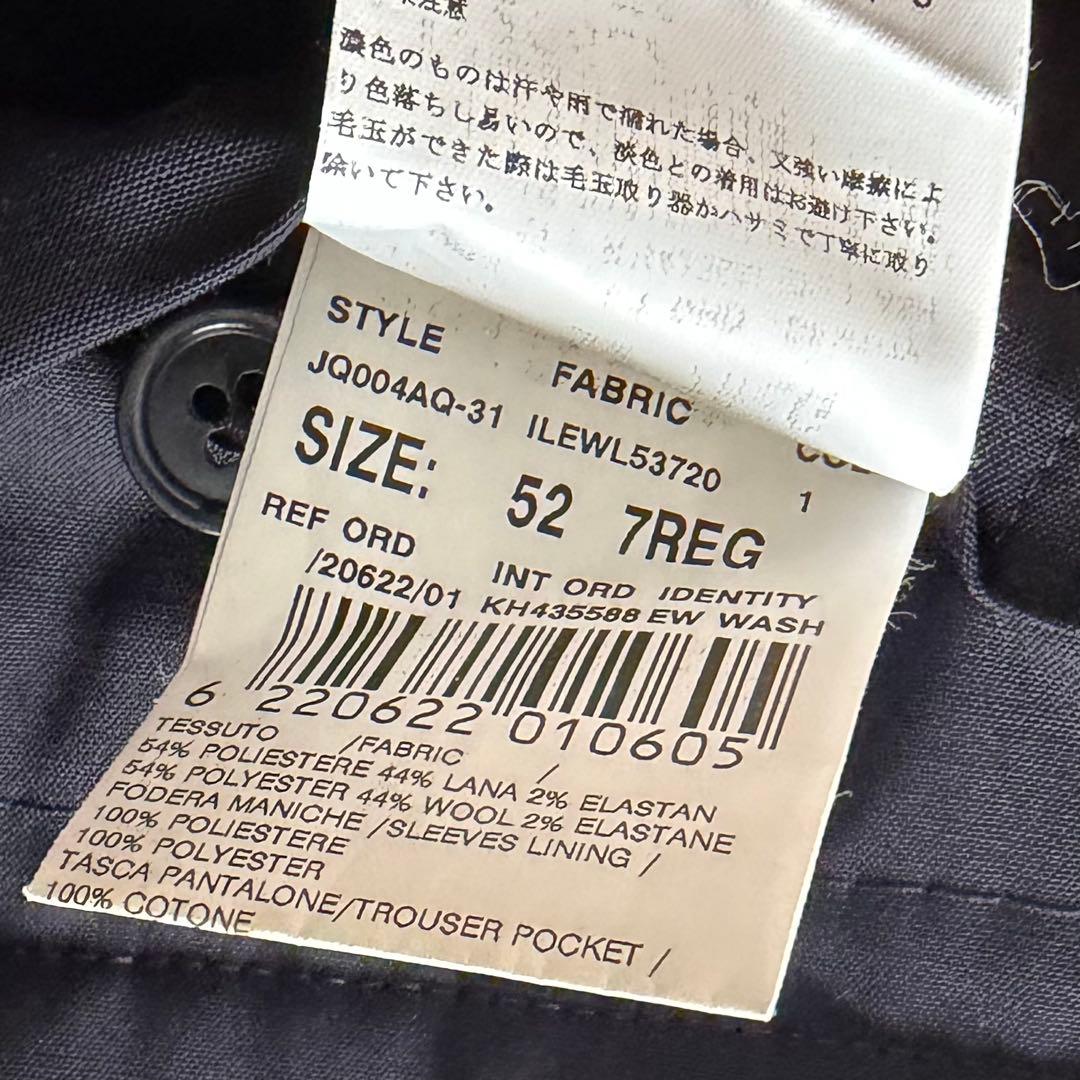 濃色のものは汗や雨で濡れた場合、又強い摩擦によ
り色落ちし易いので、淡色との着用はお避け下さい。
毛玉ができた際は毛玉取り器かハサミで丁寧に取り
除いて下さい。
STYLE FABRIC
JQ004AQ-31 ILEWL53720 1
SIZE: 52 7REG
REF ORD INT ORD IDENTITY
/20622/01 KH435588 EW WASH
6 220622 010605
TESSUTO /FABRIC /
54% POLIESTERE 44% LANA 2% ELASTAN
54% POLYESTER 44% WOOL 2% ELASTANE
FODERA MANICHE /SLEEVES LINING /
100% POLIESTERE
100% POLYESTER
TASCA PANTALONE/TROUSER POCKET /
100% COTONE